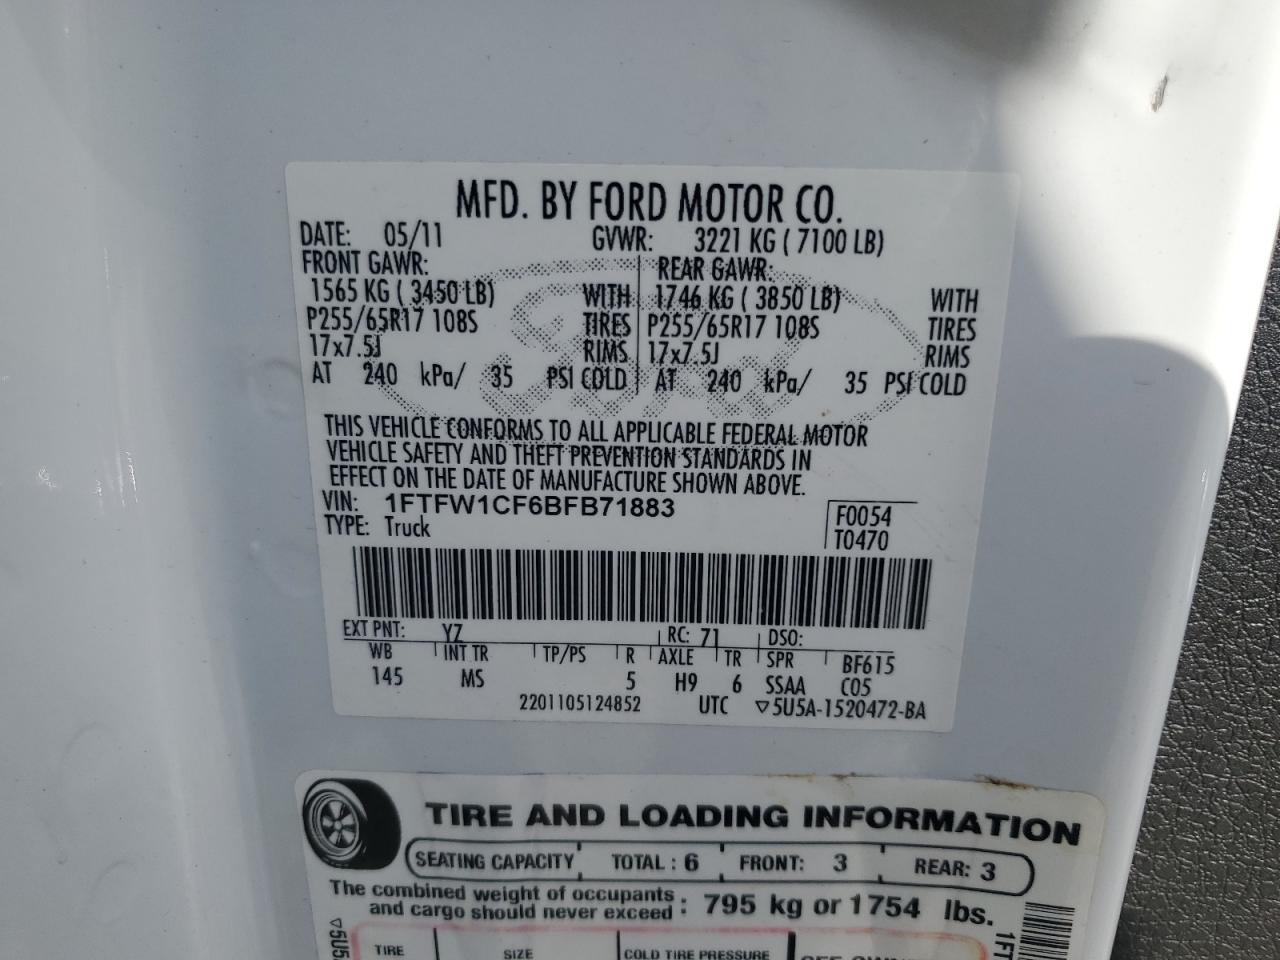 MFD. BY FORD MOTOR CO.
DATE: 05/11 GVWR: 3221 KG ( 7100 LB)
FRONT GAWR: REAR GAWR:
1565 KG ( 3450 LB) WITH 1746 KG ( 3850 LB) WITH
P255/65R17 108S TIRES P255/65R17 108S TIRES
17x7.5J RIMS 17x7.5J RIMS
AT 240 kPa/ 35 PSI COLD AT 240 kPa/ 35 PSI COLD
THIS VEHICLE CONFORMS TO ALL APPLICABLE FEDERAL MOTOR
VEHICLE SAFETY AND THEFT PREVENTION STANDARDS IN
EFFECT ON THE DATE OF MANUFACTURE SHOWN ABOVE.
VIN: 1FTFW1CF6BFB71883 F0054
TYPE: Truck T0470
EXT PNT: YZ RC: 71 DSO:
WB INT TR TP/PS R AXLE TR SPR BF615
145 MS 5 H9 6 SSAA C05
2201105124852 UTC ▽5U5A-1520472-BA
TIRE AND LOADING INFORMATION
SEATING CAPACITY TOTAL : 6 FRONT: 3 REAR: 3
The combined weight of occupants
and cargo should never exceed : 795 kg or 1754 lbs.
TIRE SIZE COLD TIRE PRESSURE
▽5U5
1FT